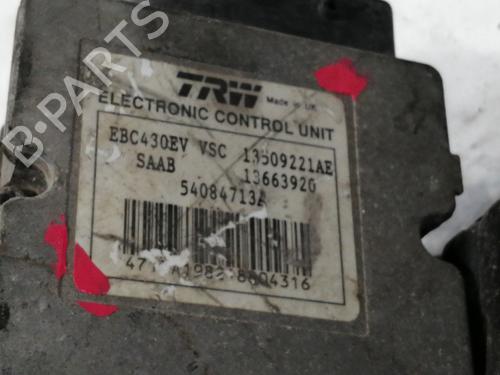 B-PARTS
TRW Made in UK
ELECTRONIC CONTROL UNIT
EBC430EV VSC 13509221AE
SAAB 13663920
54084713A